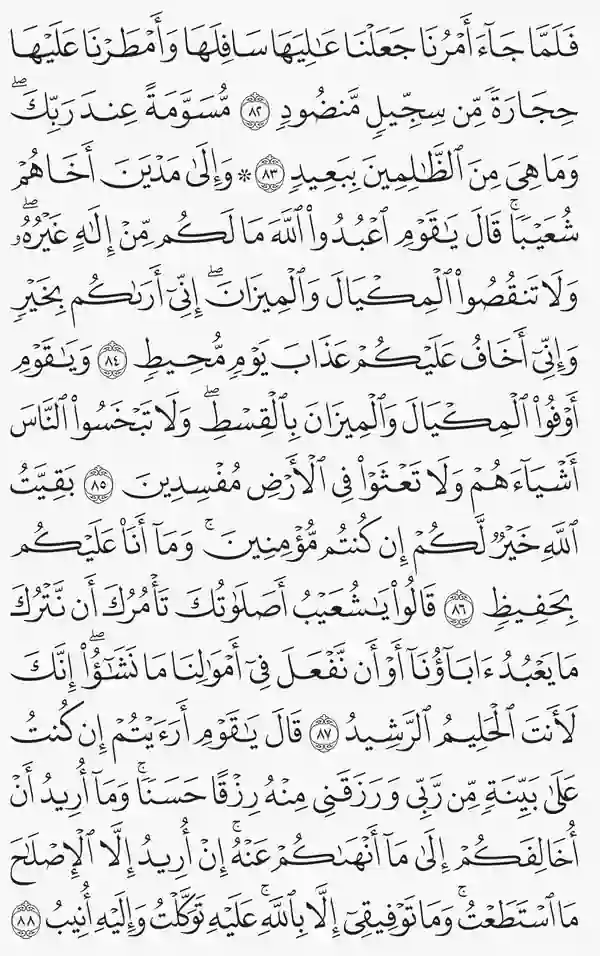 فَلَمَّا جَآءَ أَمْرُنَا جَعَلْنَا عَٰلِيَهَا سَافِلَهَا وَأَمْطَرْنَا عَلَيْهَا
حِجَارَةً مِّن سِجِّيلٍ مَّنضُودٍ ٨٢ مُّسَوَّمَةً عِندَ رَبِّكَۖ
وَمَا هِىَ مِنَ ٱلظَّٰلِمِينَ بِبَعِيدٍ ٨٣ * وَإِلَىٰ مَدْيَنَ أَخَاهُمْ
شُعَيْبًاۚ قَالَ يَٰقَوْمِ ٱعْبُدُوا۟ ٱللَّهَ مَا لَكُم مِّنْ إِلَٰهٍ غَيْرُهُۥۖ
وَلَا تَنقُصُوا۟ ٱلْمِكْيَالَ وَٱلْمِيزَانَۖ إِنِّىٓ أَرَىٰكُم بِخَيْرٍ
وَإِنِّىٓ أَخَافُ عَلَيْكُمْ عَذَابَ يَوْمٍ مُّحِيطٍ ٨٤ وَيَٰقَوْمِ
أَوْفُوا۟ ٱلْمِكْيَالَ وَٱلْمِيزَانَ بِٱلْقِسْطِۖ وَلَا تَبْخَسُوا۟ ٱلنَّاسَ
أَشْيَآءَهُمْ وَلَا تَعْثَوْا۟ فِى ٱلْأَرْضِ مُفْسِدِينَ ٨٥ بَقِيَّتُ
ٱللَّهِ خَيْرٌ لَّكُمْ إِن كُنتُم مُّؤْمِنِينَۚ وَمَآ أَنَا۠ عَلَيْكُم
بِحَفِيظٍ ٨٦ قَالُوا۟ يَٰشُعَيْبُ أَصَلَوٰتُكَ تَأْمُرُكَ أَن نَّتْرُكَ
مَا يَعْبُدُ ءَابَآؤُنَآ أَوْ أَن نَّفْعَلَ فِىٓ أَمْوَٰلِنَا مَا نَشَٰٓؤُا۟ۖ إِنَّكَ
لَأَنتَ ٱلْحَلِيمُ ٱلرَّشِيدُ ٨٧ قَالَ يَٰقَوْمِ أَرَءَيْتُمْ إِن كُنتُ
عَلَىٰ بَيِّنَةٍ مِّن رَّبِّى وَرَزَقَنِى مِنْهُ رِزْقًا حَسَنًاۚ وَمَآ أُرِيدُ أَنْ
أُخَالِفَكُمْ إِلَىٰ مَآ أَنْهَىٰكُمْ عَنْهُۚ إِنْ أُرِيدُ إِلَّا ٱلْإِصْلَٰحَ
مَا ٱسْتَطَعْتُۚ وَمَا تَوْفِيقِىٓ إِلَّا بِٱللَّهِۚ عَلَيْهِ تَوَكَّلْتُ وَإِلَيْهِ أُنِيبُ ٨٨